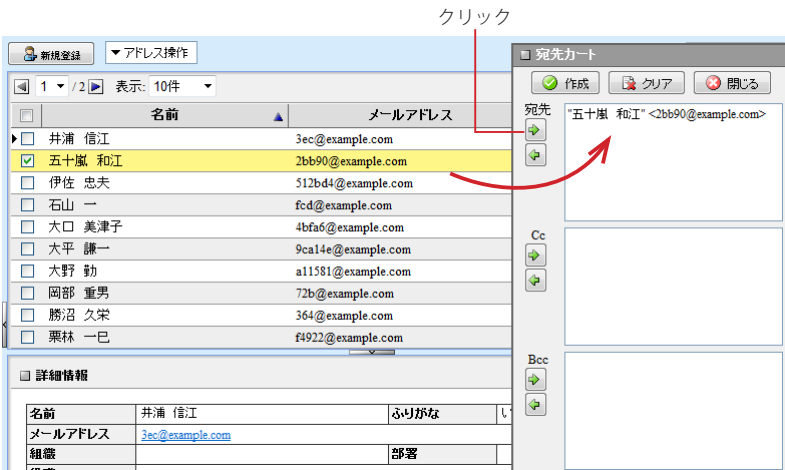 クリック
新規登録 ▼アドレス操作
1 /2 表示: 10件
名前 メールアドレス
井浦 信江 3ec@example.com
五十嵐 和江 2bb90@example.com
伊佐 忠夫 512bd4@example.com
石山 一 fcd@example.com
大口 美津子 4bfa6@example.com
大平 謙一 9ca14e@example.com
大野 勤 a11581@example.com
岡部 重男 72b@example.com
勝沼 久栄 364@example.com
栗林 一巳 f4922@example.com
詳細情報
名前 井浦 信江 ふりがな
メールアドレス 3ec@example.com
組織 部署
宛先カート
作成 クリア 閉じる
宛先
"五十嵐 和江" <2bb90@example.com>
Cc
Bcc